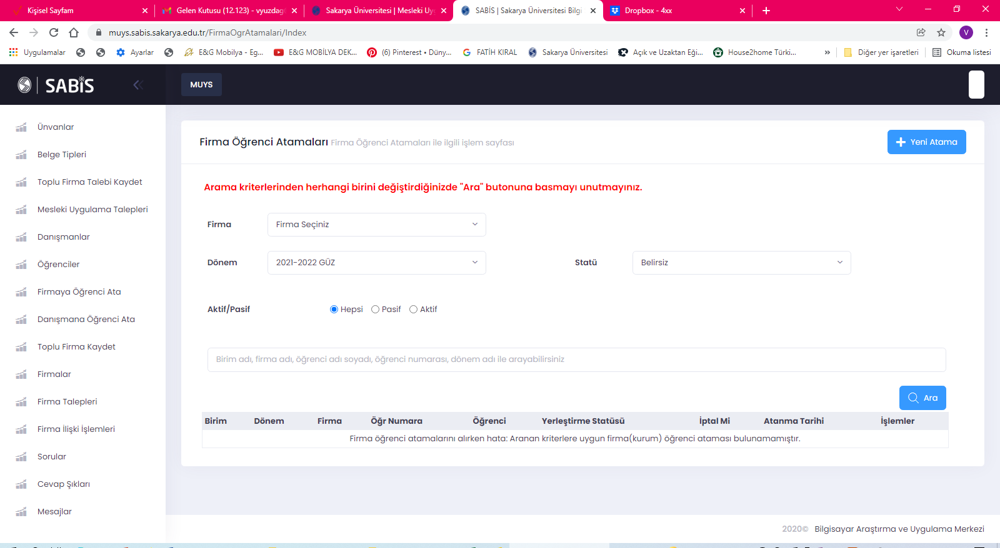 Kişisel Sayfam
Gelen Kutusu (12.123) - vyuzdag
Sakarya Üniversitesi | Mesleki Uy
SABİS | Sakarya Üniversitesi Bilgi
Dropbox - 4xx
muys.sabis.sakarya.edu.tr/FirmaOgrAtamalari/Index
V
Uygulamalar
Ayarlar
E&G Mobilya - Eg...
E&G MOBİLYA DEK...
(6) Pinterest • Düny...
FATİH KIRAL
Sakarya Üniversitesi
Açık ve Uzaktan Eği...
House2home Türki...
»
Diğer yer işaretleri
Okuma listesi
SABİS
MUYS
Ünvanlar
Belge Tipleri
Toplu Firma Talebi Kaydet
Mesleki Uygulama Talepleri
Danışmanlar
Öğrenciler
Firmaya Öğrenci Ata
Danışmana Öğrenci Ata
Toplu Firma Kaydet
Firmalar
Firma Talepleri
Firma İlişki İşlemleri
Sorular
Cevap Şıkları
Mesajlar
Firma Öğrenci Atamaları Firma Öğrenci Atamaları ile ilgili işlem sayfası
Yeni Atama
Arama kriterlerinden herhangi birini değiştirdiğinizde "Ara" butonuna basmayı unutmayınız.
Firma Firma Seçiniz
Dönem 2021-2022 GÜZ Statü Belirsiz
Aktif/Pasif Hepsi Pasif Aktif
Birim adı, firma adı, öğrenci adı soyadı, öğrenci numarası, dönem adı ile arayabilirsiniz
Ara
Birim Dönem Firma Öğr Numara Öğrenci Yerleştirme Statüsü İptal Mi Atanma Tarihi İşlemler
Firma öğrenci atamalarını alırken hata: Aranan kriterlere uygun firma(kurum) öğrenci ataması bulunamamıştır.
2020© Bilgisayar Araştırma ve Uygulama Merkezi